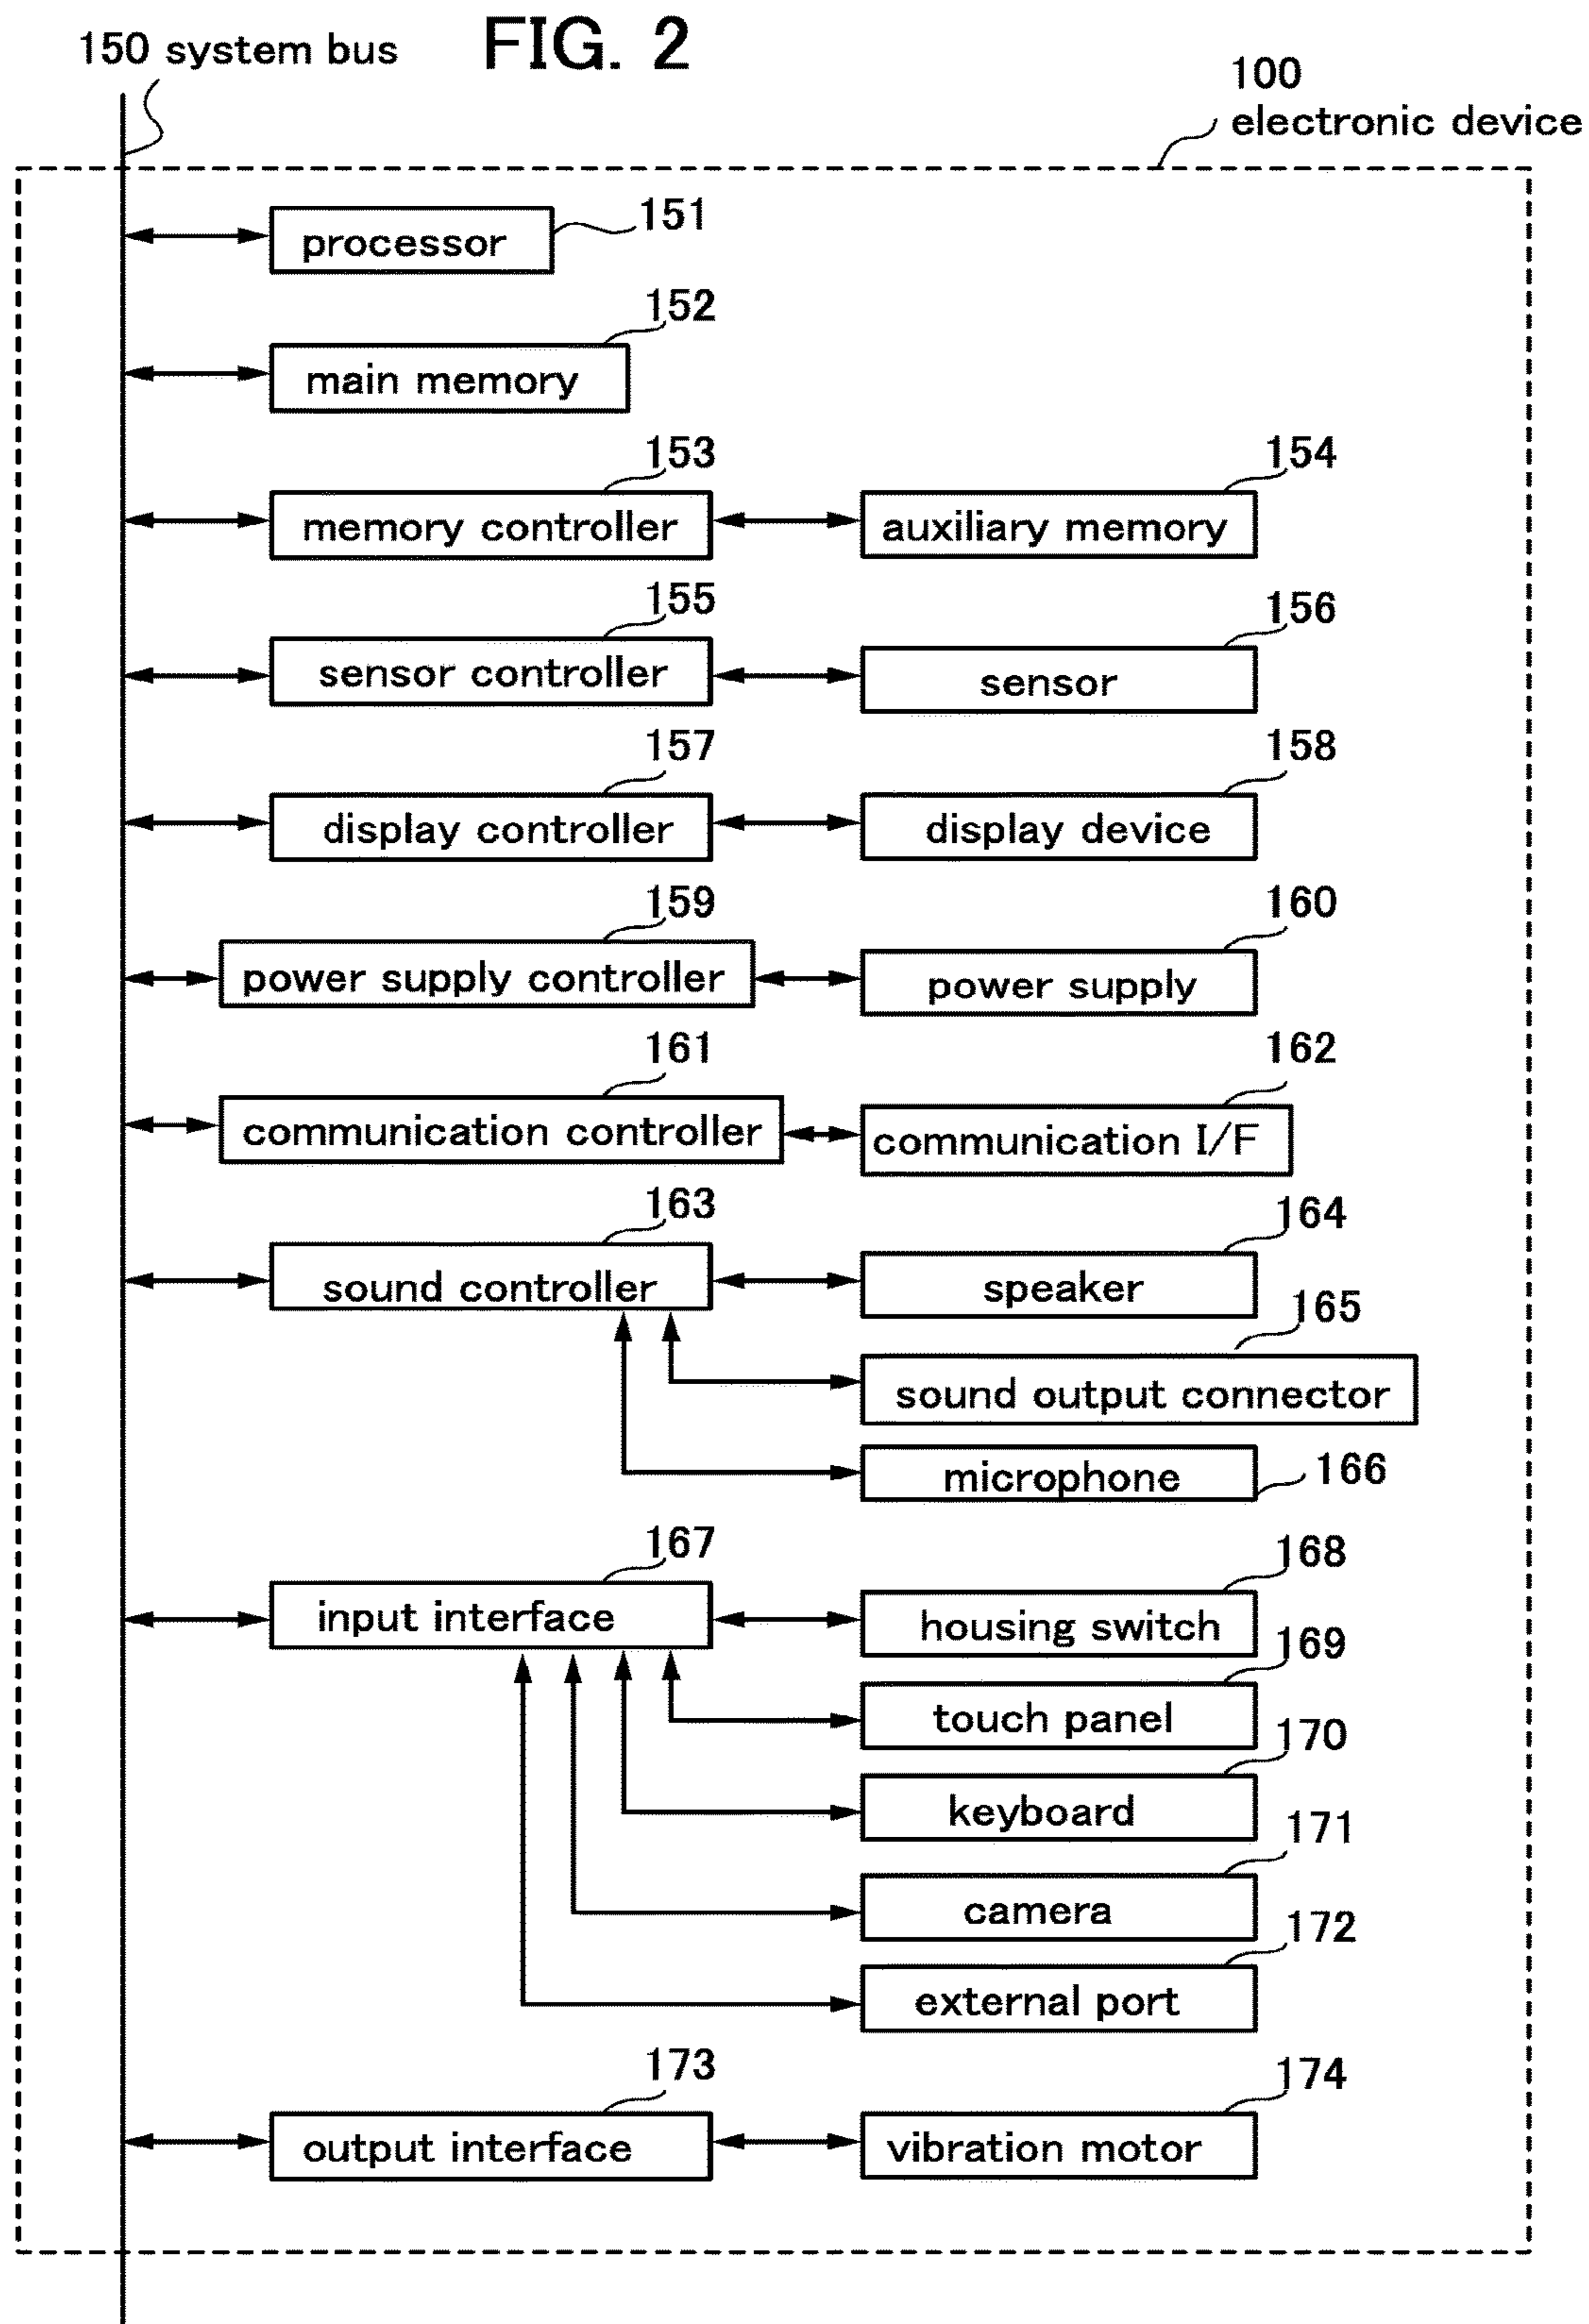 150 system bus
FIG. 2
100
electronic device
151
processor
152
main memory
153
154
memory controller
auxiliary memory
155
156
sensor controller
sensor
157
158
display controller
display device
159
160
power supply controller
power supply
161
162
communication controller
communication I/F
163
164
sound controller
speaker
165
sound output connector
microphone
166
167
168
input interface
housing switch
169
touch panel
170
keyboard
171
camera
172
external port
173
174
output interface
vibration motor